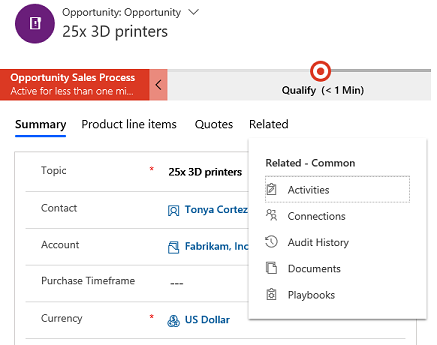 Opportunity: Opportunity
25x 3D printers
Opportunity Sales Process
Active for less than one mi...
Qualify (< 1 Min)
Summary Product line items Quotes Related
Related - Common
Topic * 25x 3D printers
Activities
Contact Tonya Cortez
Connections
Account Fabrikam, Inc
Audit History
Documents
Purchase Timeframe ---
Playbooks
Currency * US Dollar